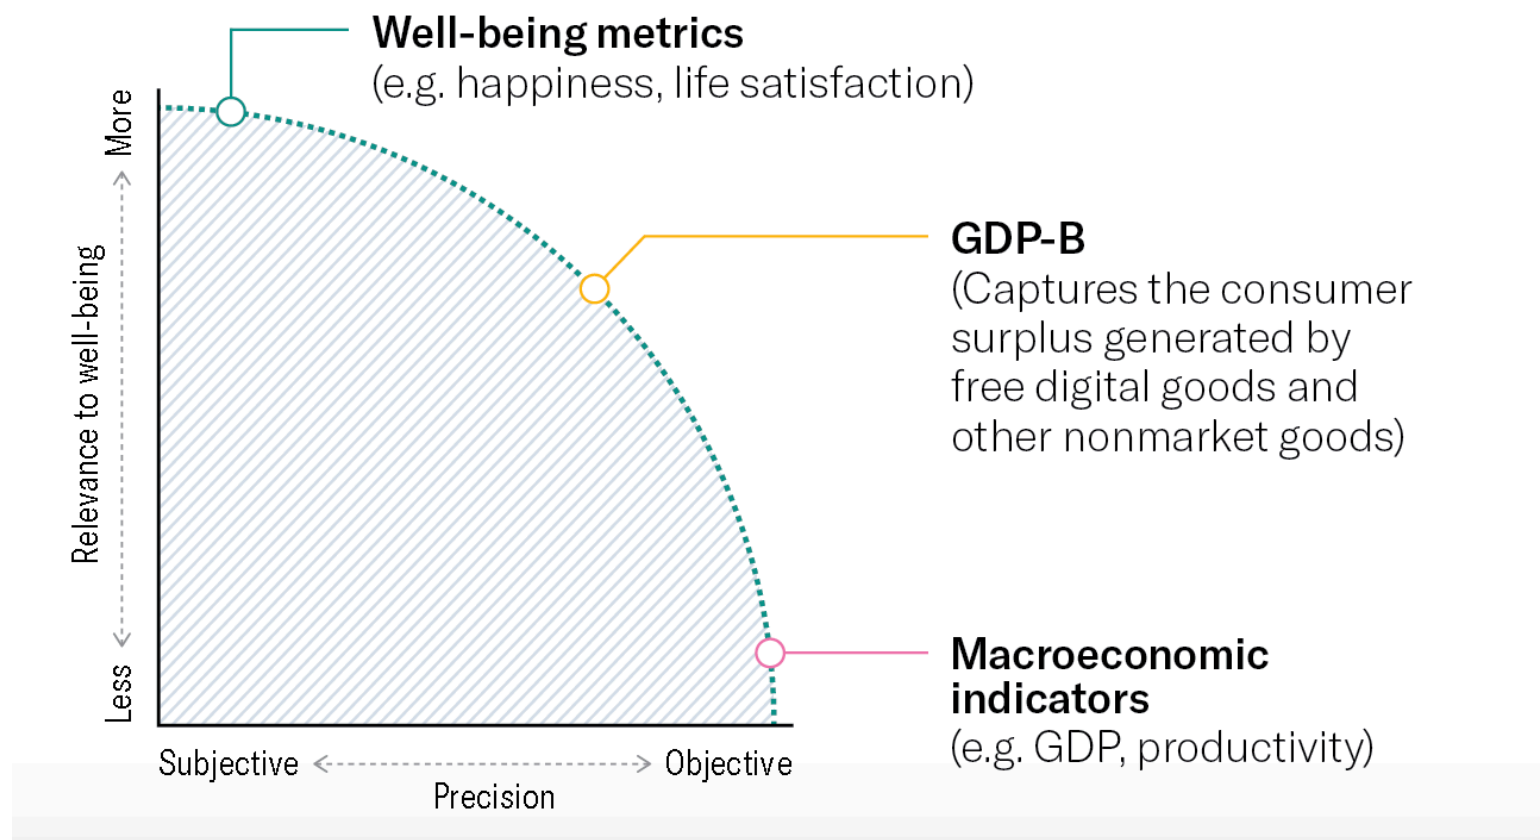 Well-being metrics
(e.g. happiness, life satisfaction)
More
Relevance to well-being
Less
GDP-B
(Captures the consumer
surplus generated by
free digital goods and
other nonmarket goods)
Macroeconomic
indicators
(e.g. GDP, productivity)
Subjective
Objective
Precision